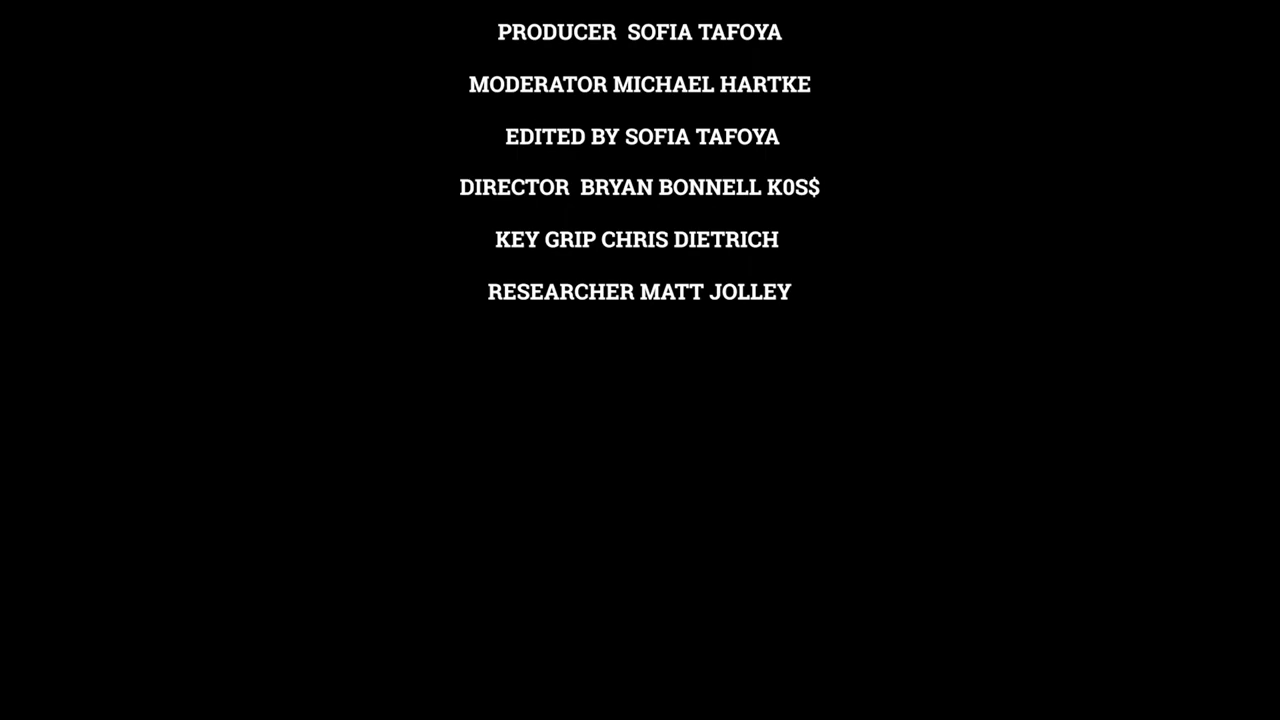 PRODUCER  SOFIA TAFOYA
MODERATOR MICHAEL HARTKE
EDITED BY SOFIA TAFOYA
DIRECTOR  BRYAN BONNELL K0S$
KEY GRIP CHRIS DIETRICH
RESEARCHER MATT JOLLEY